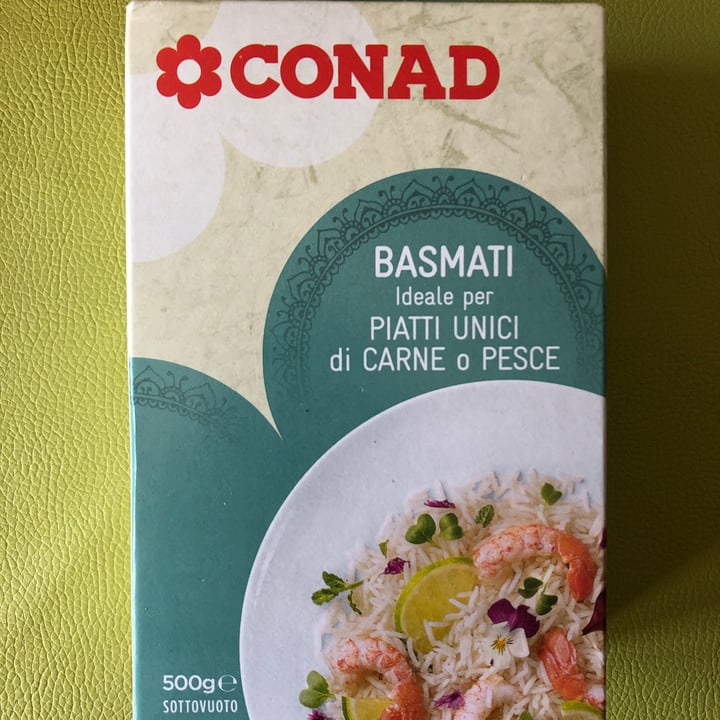 CONAD
BASMATI
Ideale per
PIATTI UNICI
di CARNE o PESCE
500g℮
SOTTOVUOTO